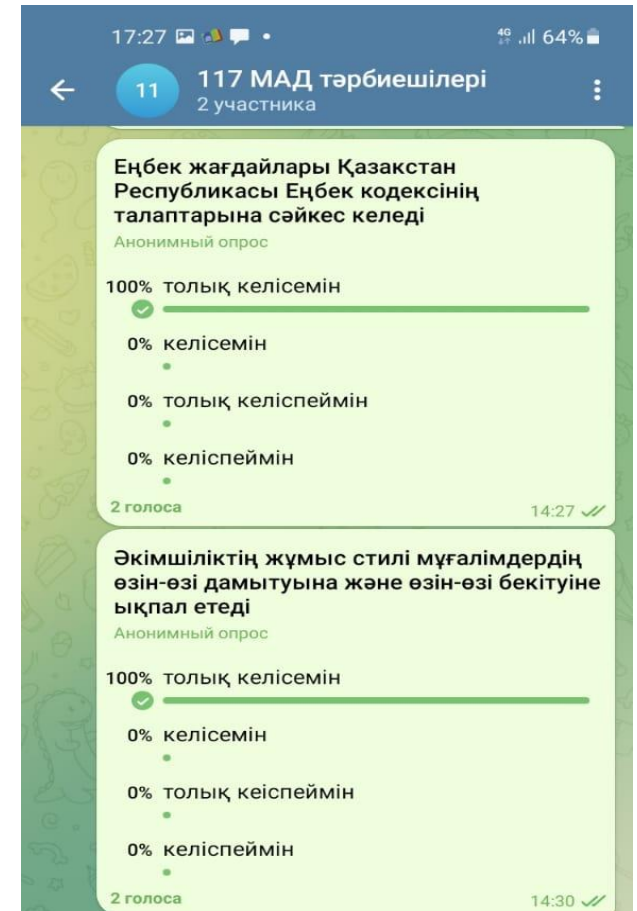 17:27
4G 64%
11
117 МАД тәрбиешілері
2 участника
Еңбек жағдайлары Қазакстан
Республикасы Еңбек кодексінің
талаптарына сәйкес келеді
Анонимный опрос
100% толық келісемін
0% келісемін
0% толық келіспеймін
0% келіспеймін
2 голоса
14:27
Әкімшіліктің жұмыс стилі мұғалімдердің
өзін-өзі дамытуына және өзін-өзі бекітуіне
ықпал етеді
Анонимный опрос
100% толық келісемін
0% келісемін
0% толық кеіспеймін
0% келіспеймін
2 голоса
14:30